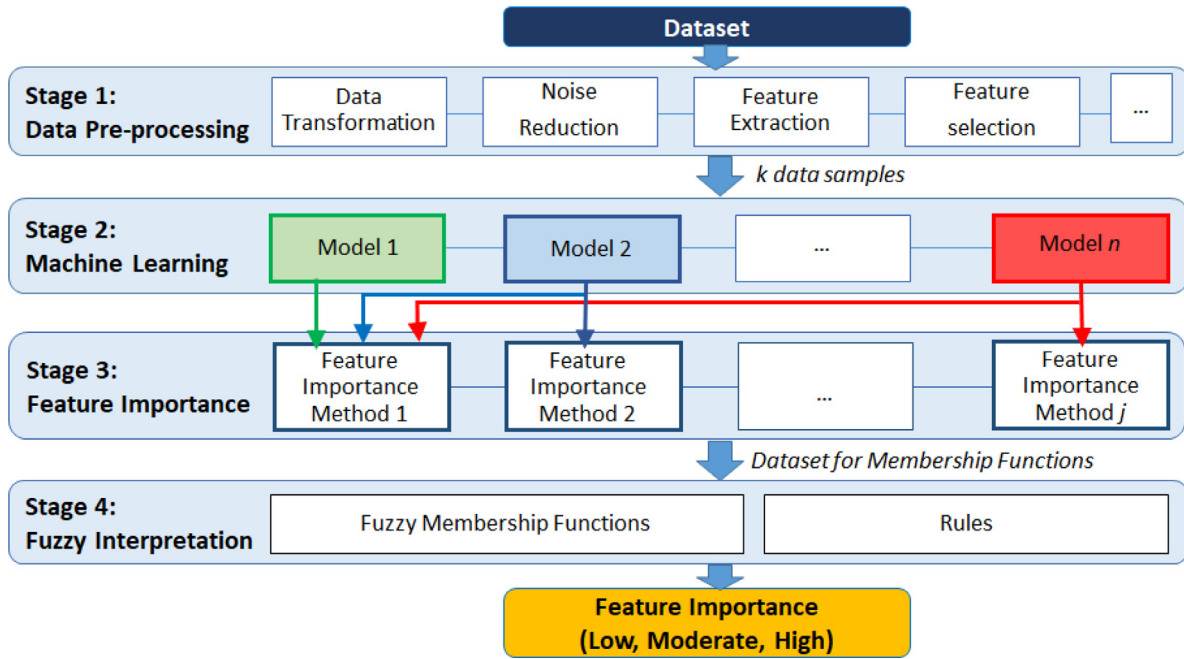 Dataset
Stage 1:
Data Pre-processing
Data
Transformation
Noise
Reduction
Feature
Extraction
Feature
selection
...
k data samples
Stage 2:
Machine Learning
Model 1
Model 2
...
Model n
Stage 3:
Feature Importance
Feature
Importance
Method 1
Feature
Importance
Method 2
...
Feature
Importance
Method j
Dataset for Membership Functions
Stage 4:
Fuzzy Interpretation
Fuzzy Membership Functions
Rules
Feature Importance
(Low, Moderate, High)